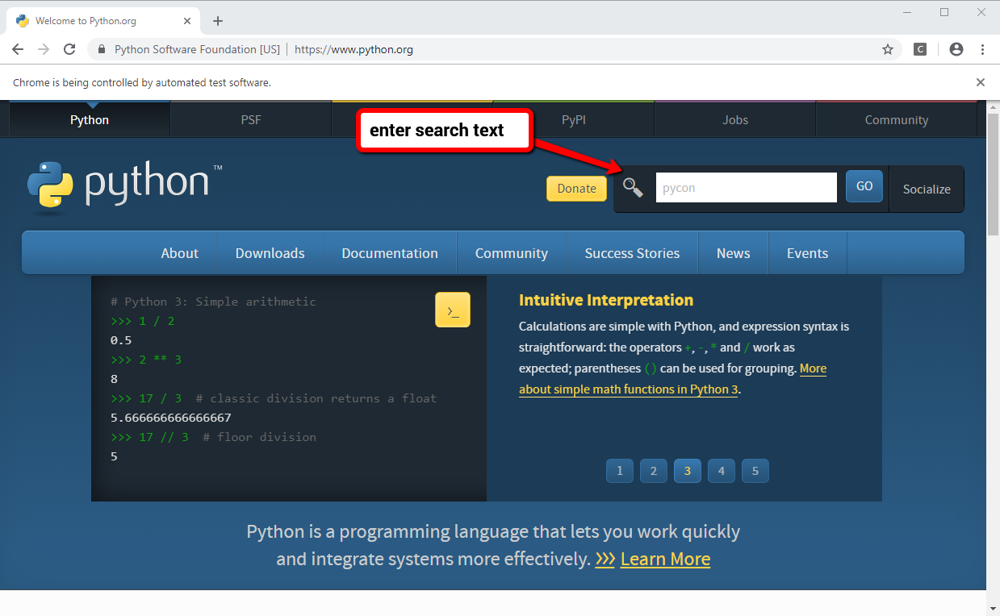 Welcome to Python.org
Python Software Foundation [US] | https://www.python.org
C
Chrome is being controlled by automated test software.
Python PSF PyPI Jobs Community
enter search text
python™
Donate pycon GO Socialize
About Downloads Documentation Community Success Stories News Events
# Python 3: Simple arithmetic
>>> 1 / 2
0.5
>>> 2 ** 3
8
>>> 17 / 3  # classic division returns a float
5.666666666666667
>>> 17 // 3  # floor division
5
>_
Intuitive Interpretation
Calculations are simple with Python, and expression syntax is
straightforward: the operators +, -, * and / work as
expected; parentheses () can be used for grouping. More
about simple math functions in Python 3.
1 2 3 4 5
Python is a programming language that lets you work quickly
and integrate systems more effectively. >>> Learn More